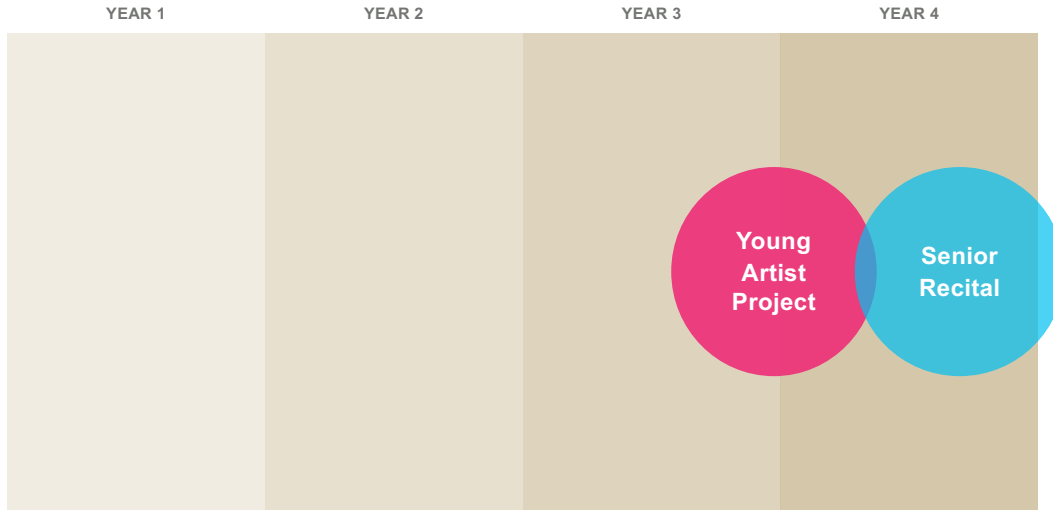 YEAR 1
YEAR 2
YEAR 3
YEAR 4
Young
Artist
Project
Senior
Recital